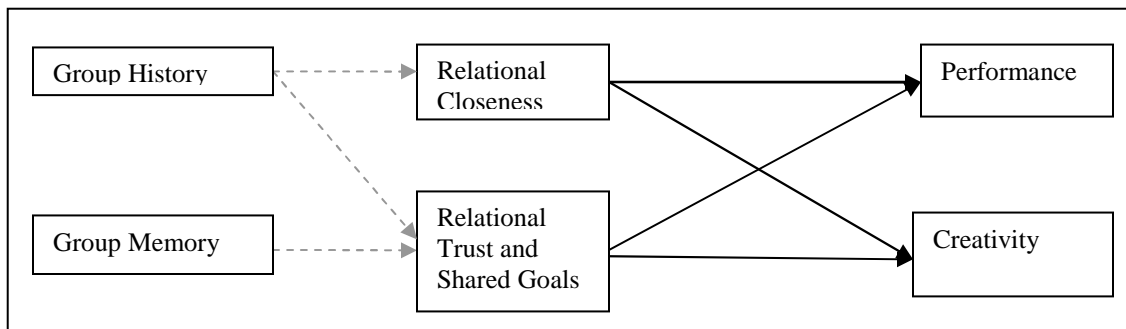 Group History
Relational
Closeness
Performance
Group Memory
Relational
Trust and
Shared Goals
Creativity